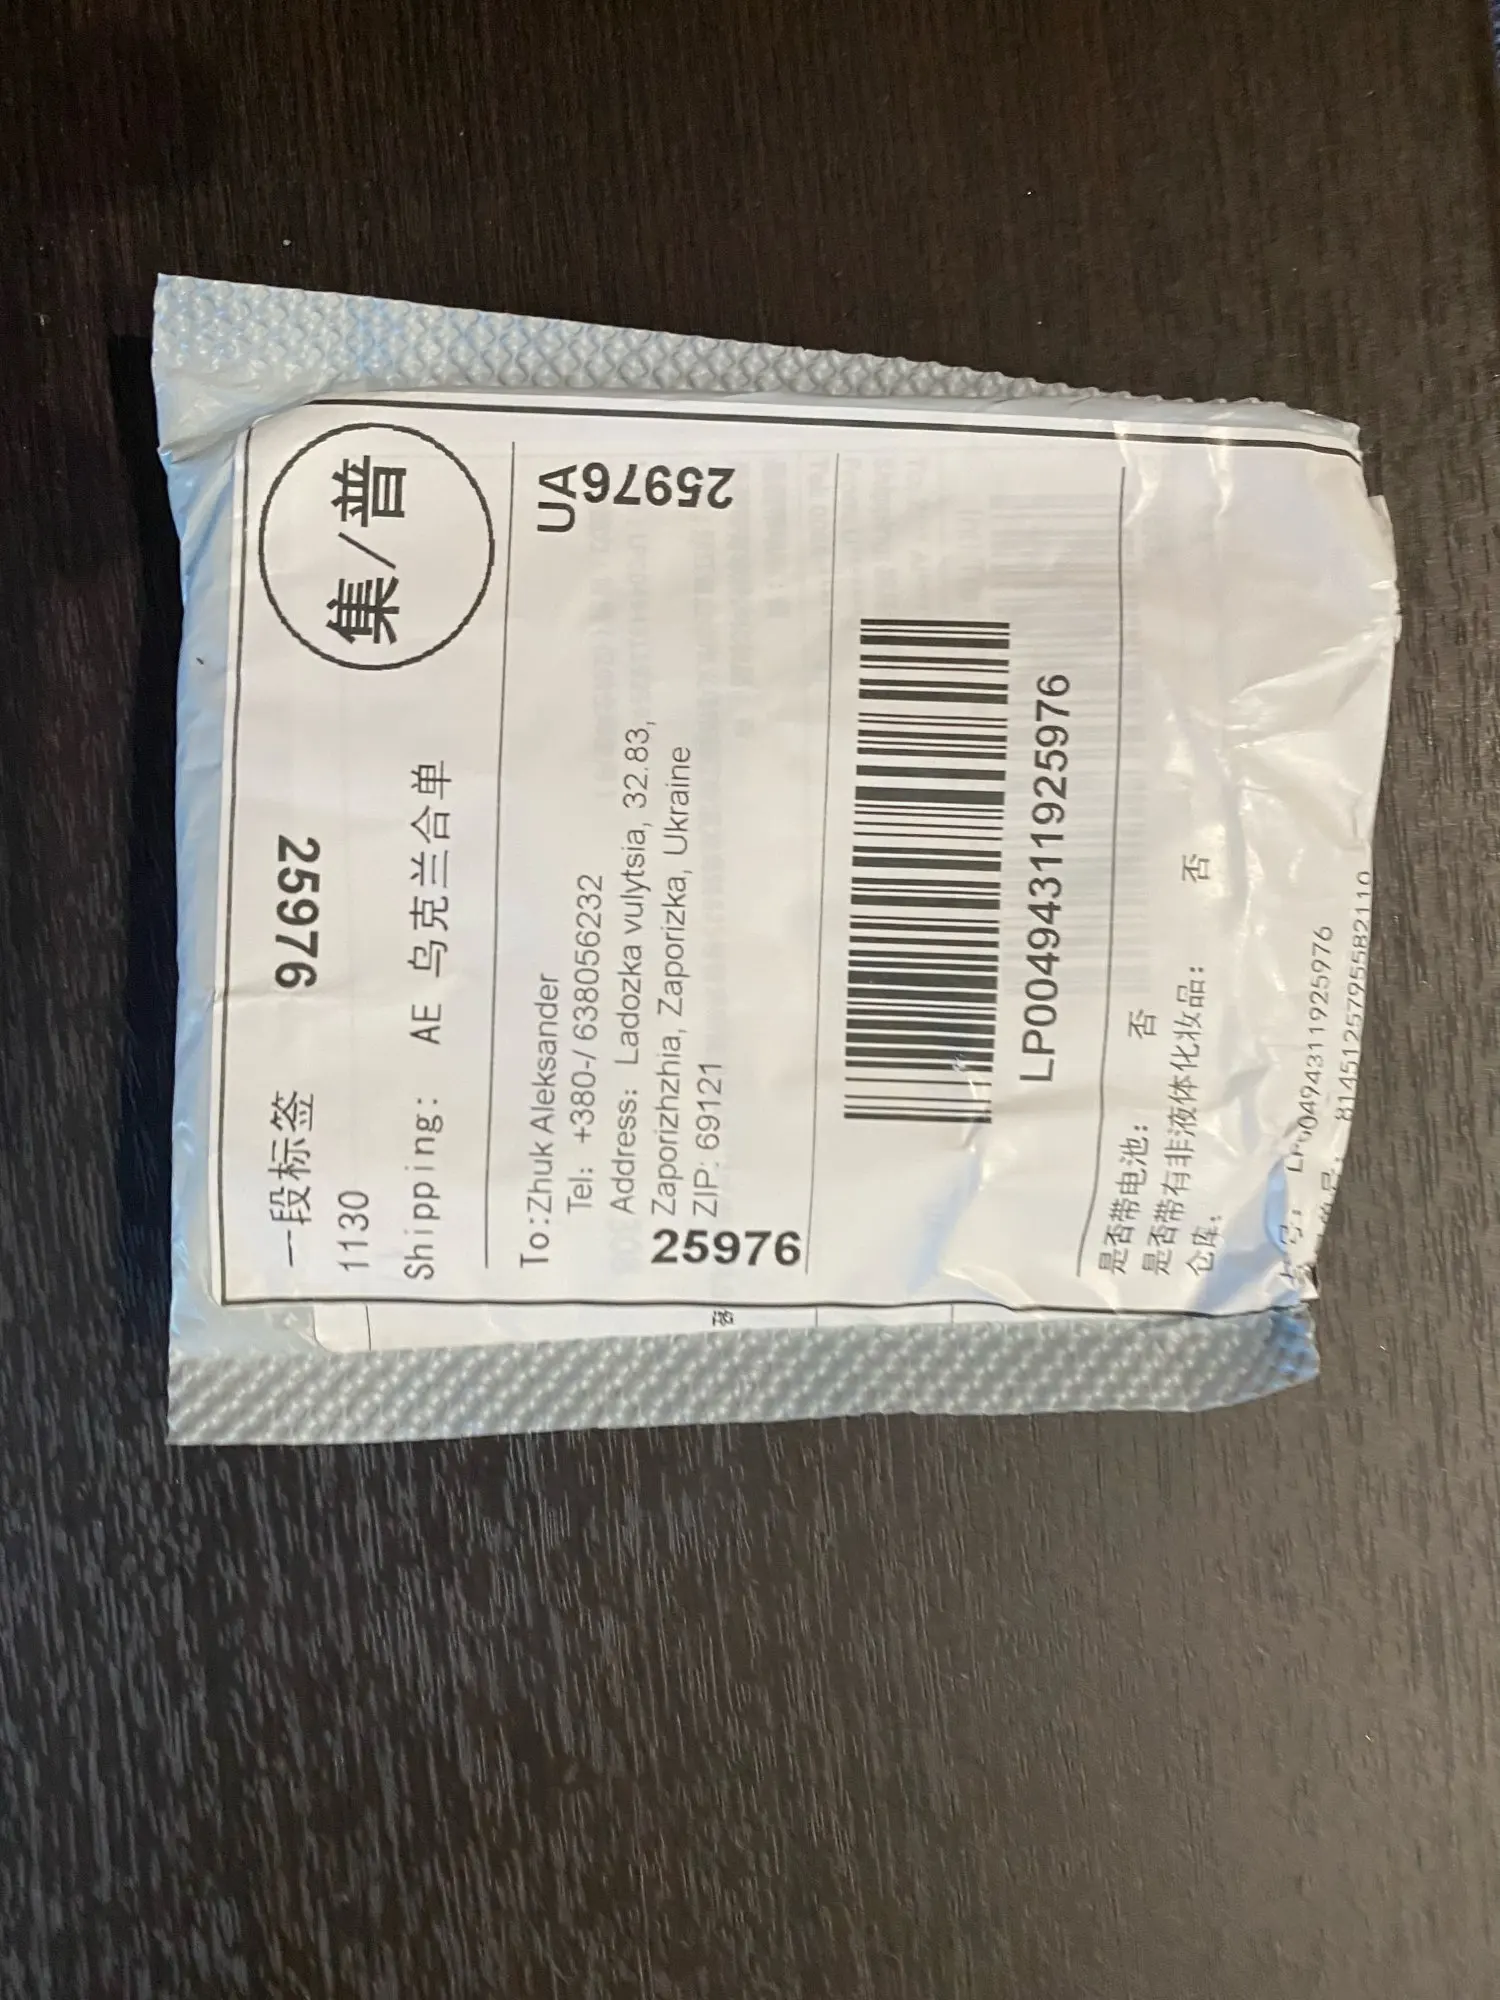 一段标签 25976
1130
集/普
Shipping: AE 乌克兰合单
UA
25976
To:Zhuk Aleksander
Tel: +380-/ 638056232
Address: Ladozka vulytsia, 32.83,
Zaporizhzhia, Zaporizka, Ukraine
ZIP: 69121
25976
LP00494311925976
是否带电池: 否
是否带有非液体化妆品: 否
仓库:
LP00494311925976
8145125795582110